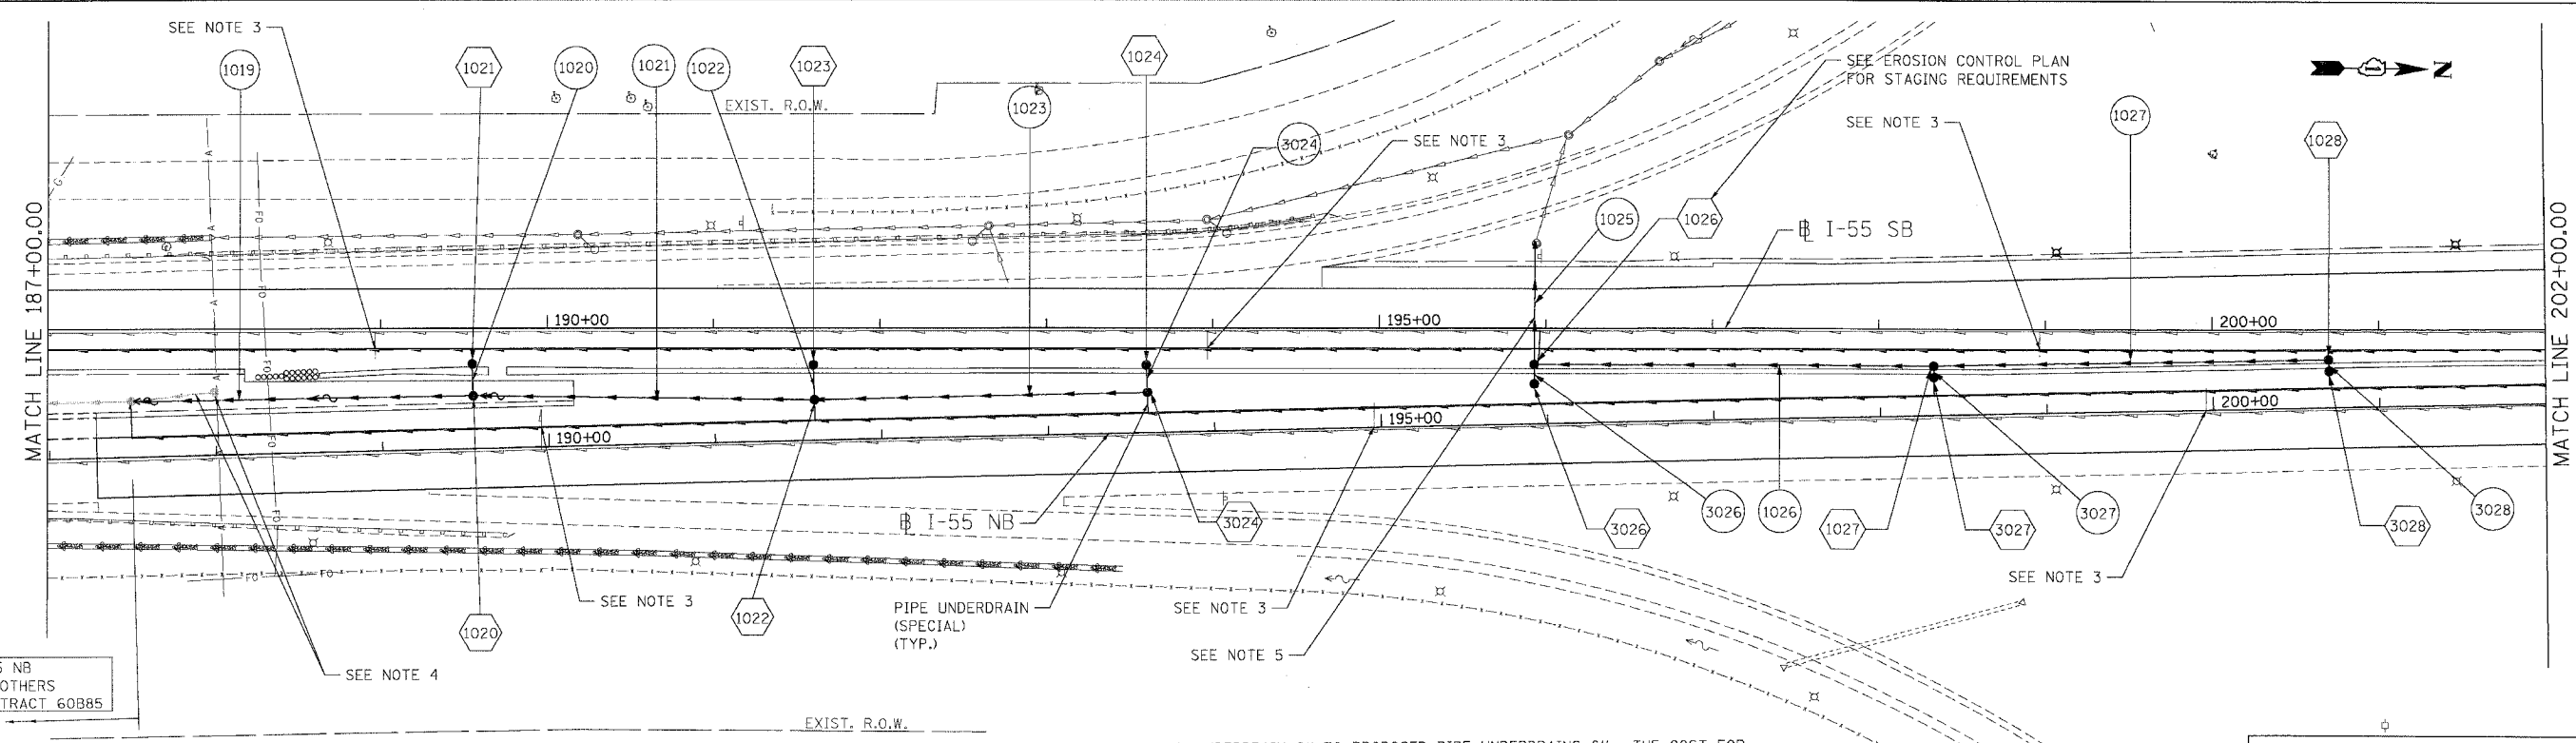 SEE NOTE 3
1019
1021
1020
1021
1022
1023
EXIST. R.O.W.
1023
1024
3024
SEE NOTE 3
SEE EROSION CONTROL PLAN
FOR STAGING REQUIREMENTS
N
SEE NOTE 3
1027
1028
1025
1026
B I-55 SB
MATCH LINE 187+00.00
MATCH LINE 202+00.00
A
A
FO
FO
G
190+00
195+00
200+00
190+00
195+00
200+00
B I-55 NB
3024
3026
3026
1026
1027
3027
3027
3028
3028
FO
FO
SEE NOTE 3
1020
1022
PIPE UNDERDRAIN
(SPECIAL)
(TYP.)
SEE NOTE 3
SEE NOTE 5
SEE NOTE 3
SEE NOTE 4
NB
OTHERS
TRACT 60B85
EXIST. R.O.W.